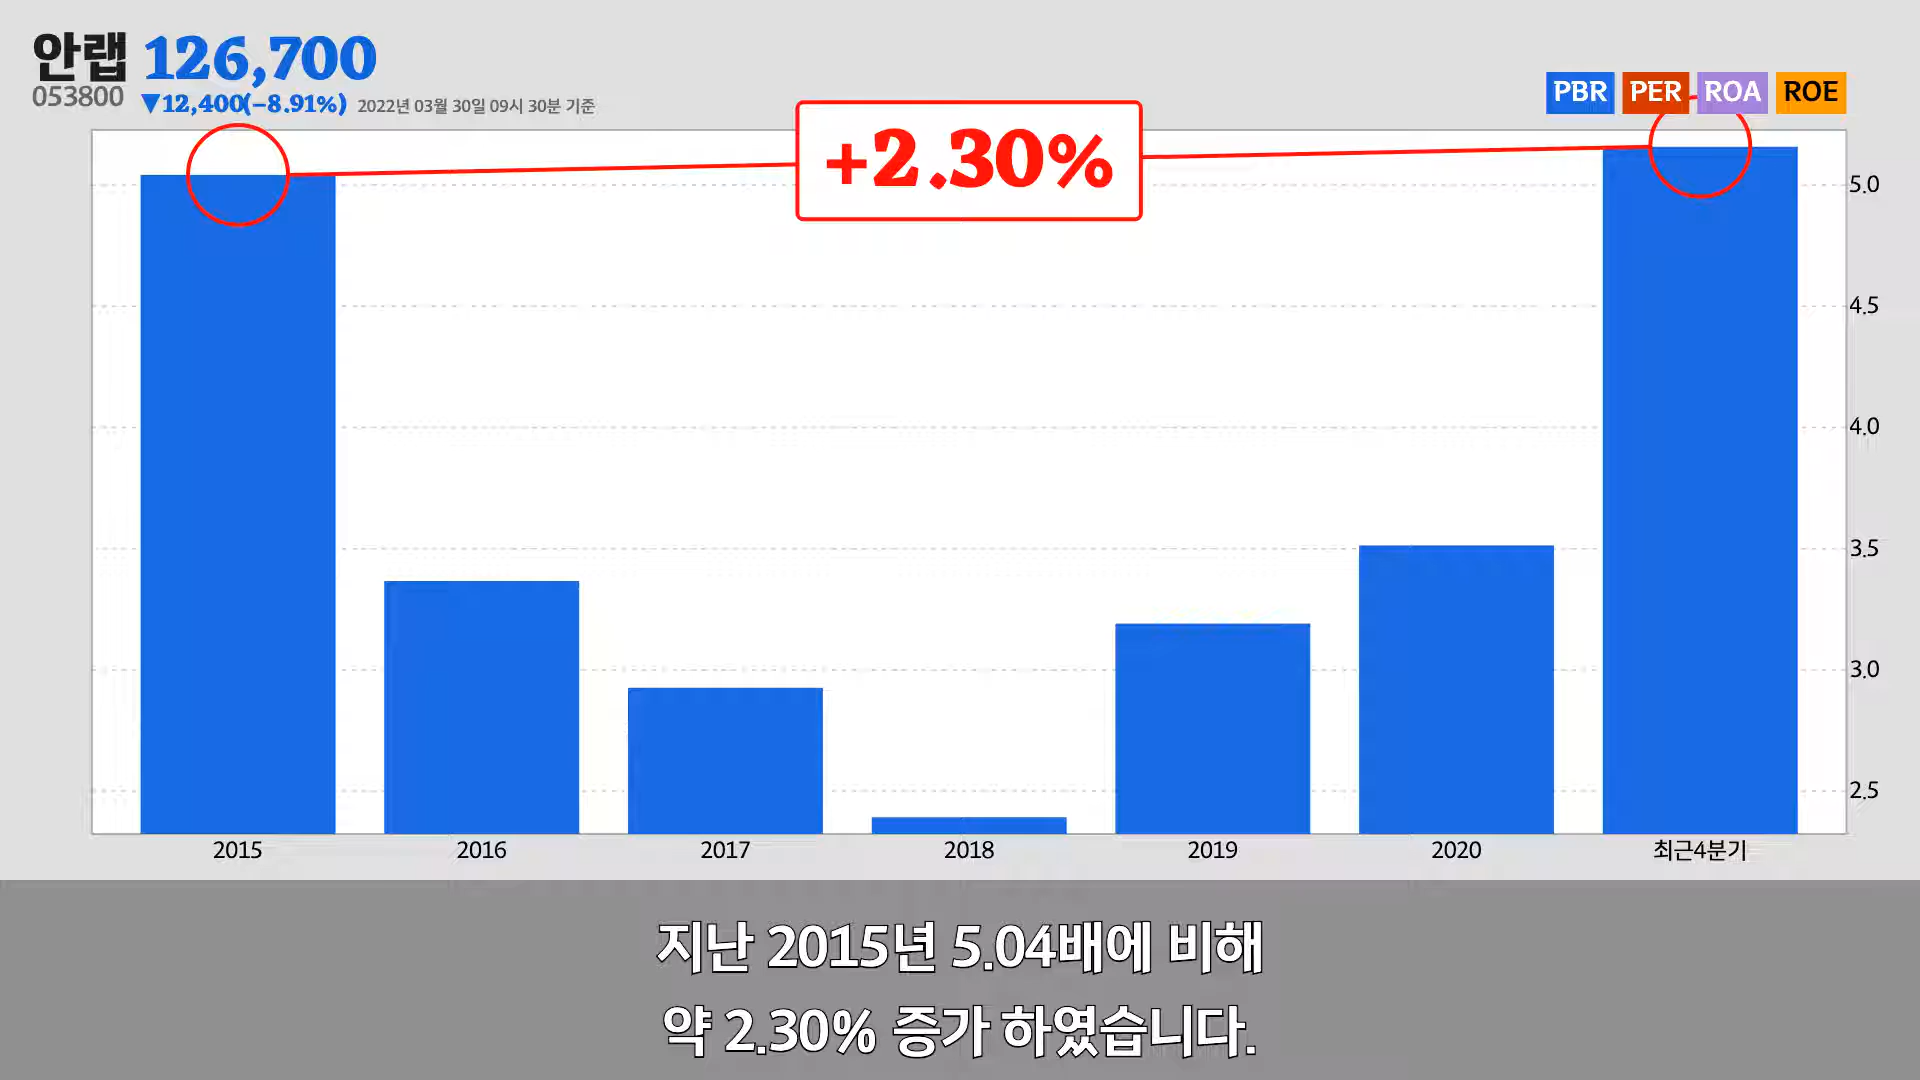 안랩 126,700
053800 ▼12,400(-8.91%) 2022년 03월 30일 09시 30분 기준
PBR PER ROA ROE
+2.30%
5.0
4.5
4.0
3.5
3.0
2.5
2015 2016 2017 2018 2019 2020 최근4분기
지난 2015년 5.04배에 비해
약 2.30% 증가 하였습니다.